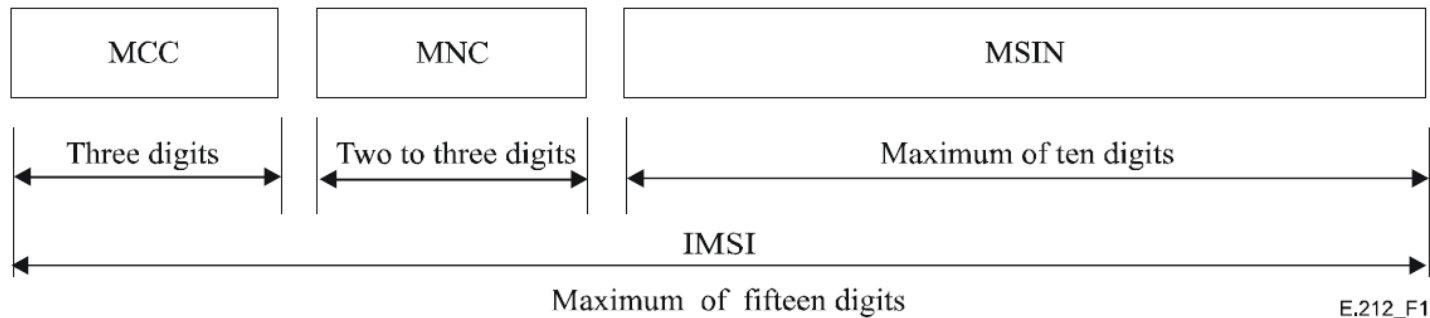 MCC MNC MSIN
Three digits Two to three digits Maximum of ten digits
IMSI
Maximum of fifteen digits
E.212_F1